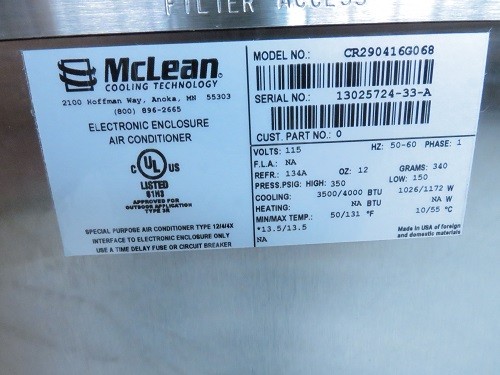 FILTER ACCESS
McLean®
COOLING TECHNOLOGY
2100 Hoffman Way, Anoka, MN 55303
(800) 896-2665
ELECTRONIC ENCLOSURE
AIR CONDITIONER
C UL US
LISTED
61H3
APPROVED FOR
OUTDOOR APPLICATION
TYPE 3R
SPECIAL PURPOSE AIR CONDITIONER TYPE 12/4/4X
INTERFACE TO ELECTRONIC ENCLOSURE ONLY
USE A TIME DELAY FUSE OR CIRCUIT BREAKER
MODEL NO.: CR290416G068
SERIAL NO.: 13025724-33-A
CUST. PART NO.: 0
VOLTS: 115 HZ: 50-60 PHASE: 1
F.L.A.: NA
REFR.: 134A OZ: 12 GRAMS: 340
PRESS.PSIG: HIGH: 350 LOW: 150
COOLING: 3500/4000 BTU 1026/1172 W
HEATING: NA BTU NA W
MIN/MAX TEMP.: 50/131 °F 10/55 °C
*13.5/13.5
NA
Made in USA of foreign
and domestic materials